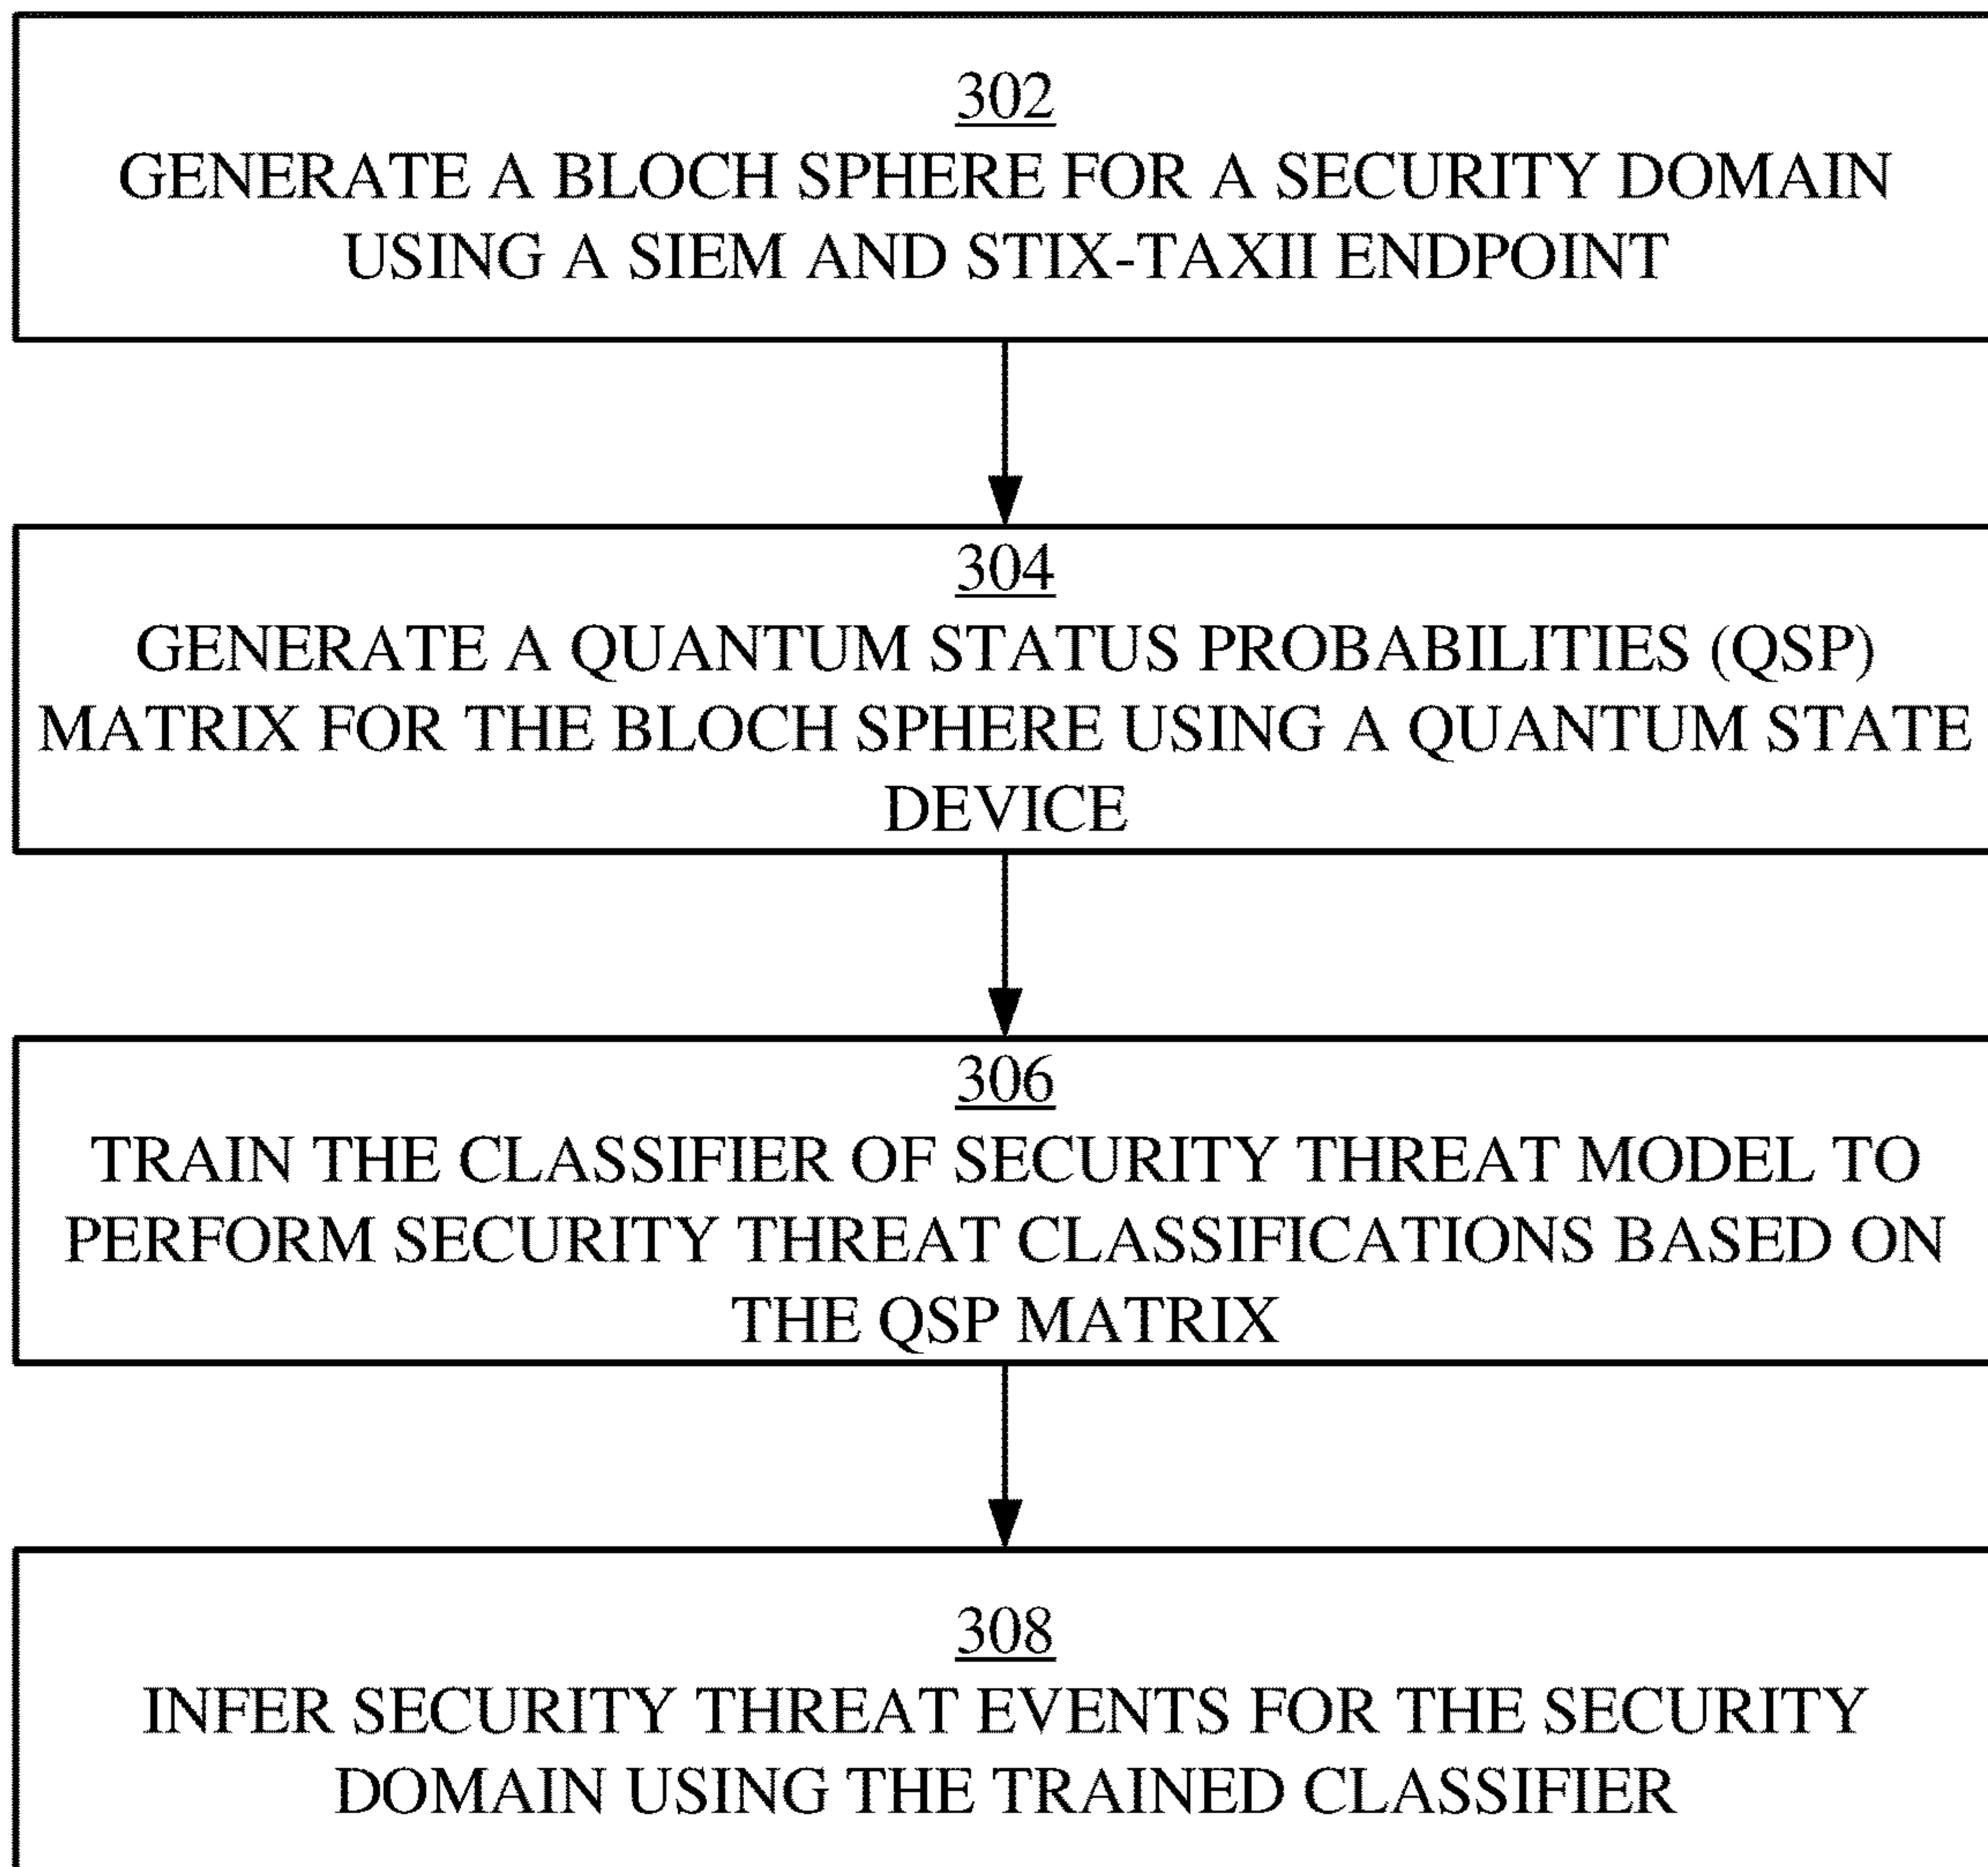 302
GENERATE A BLOCH SPHERE FOR A SECURITY DOMAIN
USING A SIEM AND STIX-TAXII ENDPOINT
304
GENERATE A QUANTUM STATUS PROBABILITIES (QSP)
MATRIX FOR THE BLOCH SPHERE USING A QUANTUM STATE
DEVICE
306
TRAIN THE CLASSIFIER OF SECURITY THREAT MODEL TO
PERFORM SECURITY THREAT CLASSIFICATIONS BASED ON
THE QSP MATRIX
308
INFER SECURITY THREAT EVENTS FOR THE SECURITY
DOMAIN USING THE TRAINED CLASSIFIER